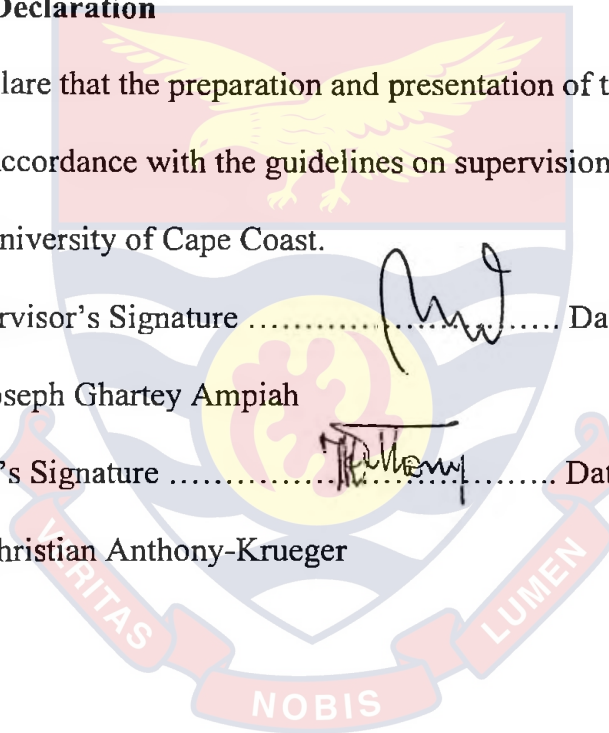 Declaration
lare that the preparation and presentation of t
ccordance with the guidelines on supervision
niversity of Cape Coast.
rvisor's Signature .................................... Da
oseph Ghartey Ampiah
's Signature ............................................ Dat
hristian Anthony-Krueger
VERITAS
NOBIS
LUMEN